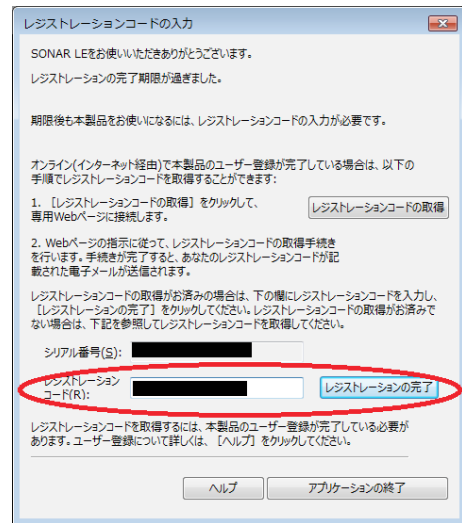 レジストレーションコードの入力
SONAR LEをお使いいただきありがとうございます。
レジストレーションの完了期限が過ぎました。
期限後も本製品をお使いになるには、レジストレーションコードの入力が必要です。
オンライン(インターネット経由)で本製品のユーザー登録が完了している場合は、以下の
手順でレジストレーションコードを取得することができます:
1. [レジストレーションコードの取得] をクリックして、
専用Webページに接続します。
レジストレーションコードの取得
2. Webページの指示に従って、レジストレーションコードの取得手続き
を行います。手続きが完了すると、あなたのレジストレーションコードが記
載された電子メールが送信されます。
レジストレーションコードの取得がお済みの場合は、下の欄にレジストレーションコードを入力し、
[レジストレーションの完了] をクリックしてください。レジストレーションコードの取得がお済みで
ない場合は、下記を参照してレジストレーションコードを取得してください。
シリアル番号(S):
レジストレーション
コード(R):
レジストレーションの完了
レジストレーションコードを取得するには、本製品のユーザー登録が完了している必要が
あります。ユーザー登録について詳しくは、[ヘルプ] をクリックしてください。
ヘルプ
アプリケーションの終了